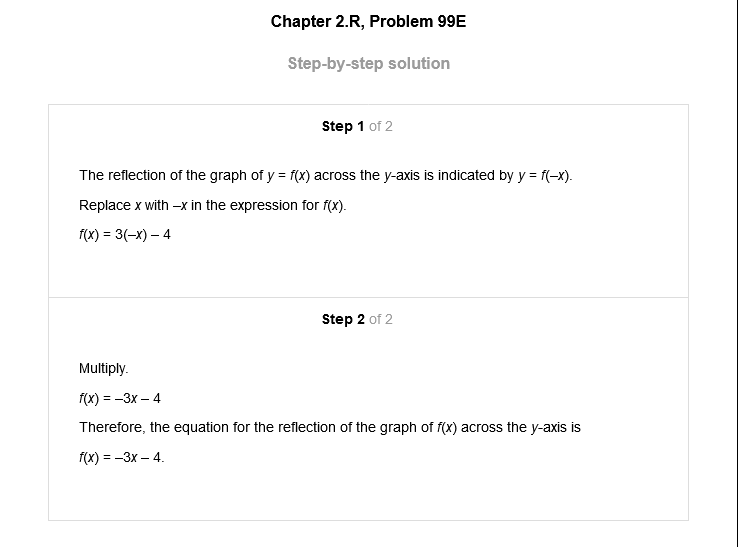 Chapter 2.R, Problem 99E
Step-by-step solution
Step 1 of 2
The reflection of the graph of y = f(x) across the y-axis is indicated by y = f(–x).
Replace x with –x in the expression for f(x).
f(x) = 3(–x) – 4
Step 2 of 2
Multiply.
f(x) = –3x – 4
Therefore, the equation for the reflection of the graph of f(x) across the y-axis is
f(x) = –3x – 4.